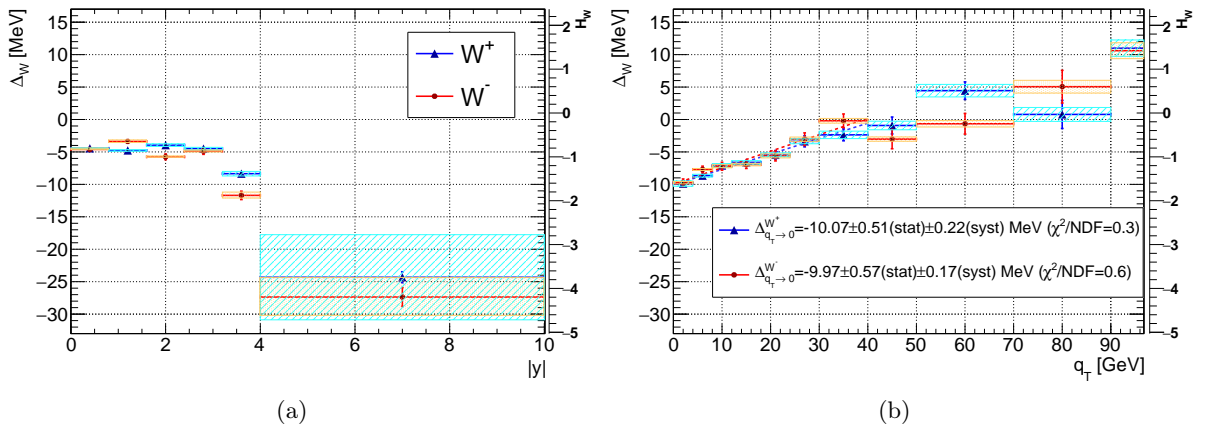 Δ_W [MeV]
15
10
5
0
−5
−10
−15
−20
−25
−30
0 2 4 6 8 10
|y|
W⁺
W⁻
H_W
2
1
0
−1
−2
−3
−4
−5
(a)
Δ_W [MeV]
15
10
5
0
−5
−10
−15
−20
−25
−30
0 10 20 30 40 50 60 70 80 90
q_T [GeV]
Δ^{W⁺}_{q_T→0}=-10.07±0.51(stat)±0.22(syst) MeV (χ²/NDF=0.3)
Δ^{W⁻}_{q_T→0}=-9.97±0.57(stat)±0.17(syst) MeV (χ²/NDF=0.6)
H_W
2
1
0
−1
−2
−3
−4
−5
(b)